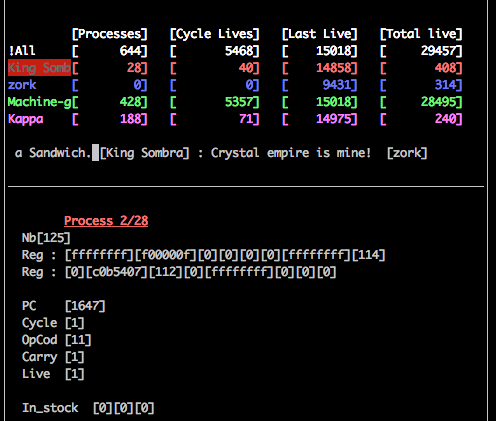 [Processes] [Cycle Lives] [Last Live] [Total live]
!All [ 644] [ 5468] [ 15018] [ 29457]
King Somb[ 28] [ 40] [ 14858] [ 408]
zork [ 0] [ 0] [ 9431] [ 314]
Machine-g[ 428] [ 5357] [ 15018] [ 28495]
Kappa [ 188] [ 71] [ 14975] [ 240]
a Sandwich. [King Sombra] : Crystal empire is mine! [zork]
Process 2/28
Nb[125]
Reg : [ffffffff][f00000f][0][0][0][0][ffffffff][114]
Reg : [0][c0b5407][112][0][ffffffff][0][0][0]
PC [1647]
Cycle [1]
OpCod [11]
Carry [1]
Live [1]
In_stock [0][0][0]